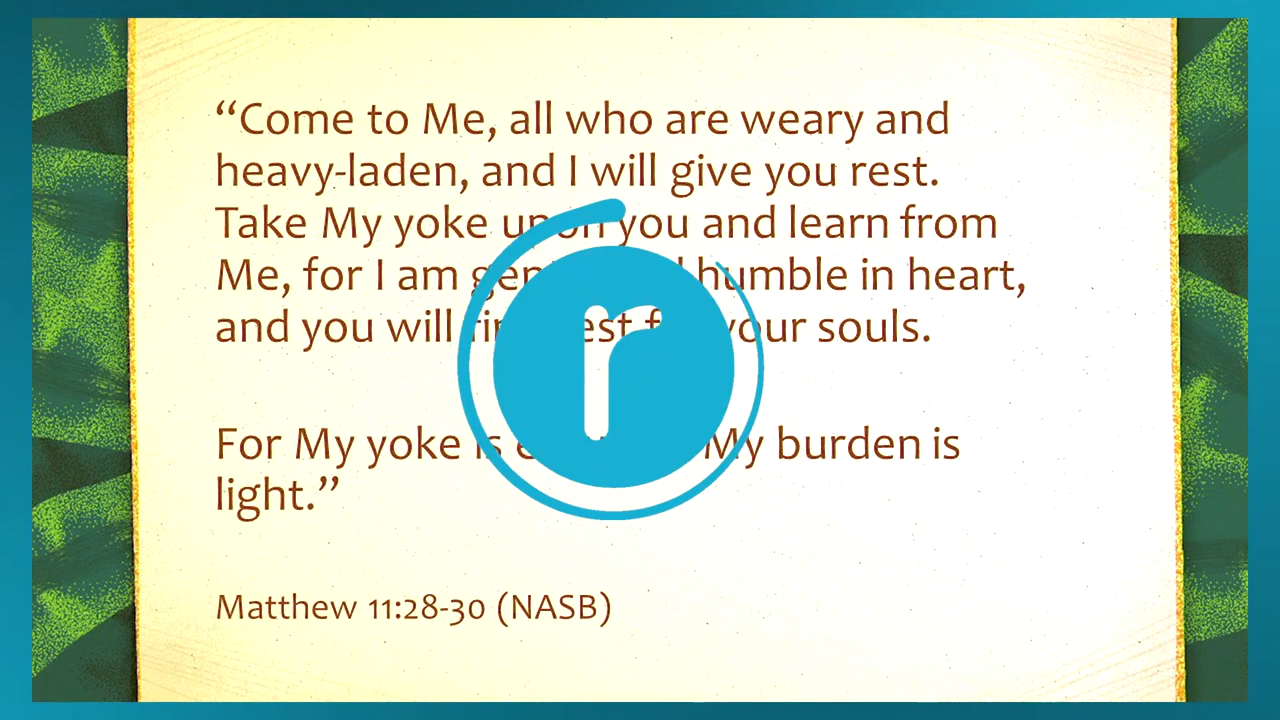 “Come to Me, all who are weary and
heavy-laden, and I will give you rest.
Take My yoke upon you and learn from
Me, for I am humble in heart,
and you will your souls.
For My yoke is My burden is
light.”
Matthew 11:28-30 (NASB)
r